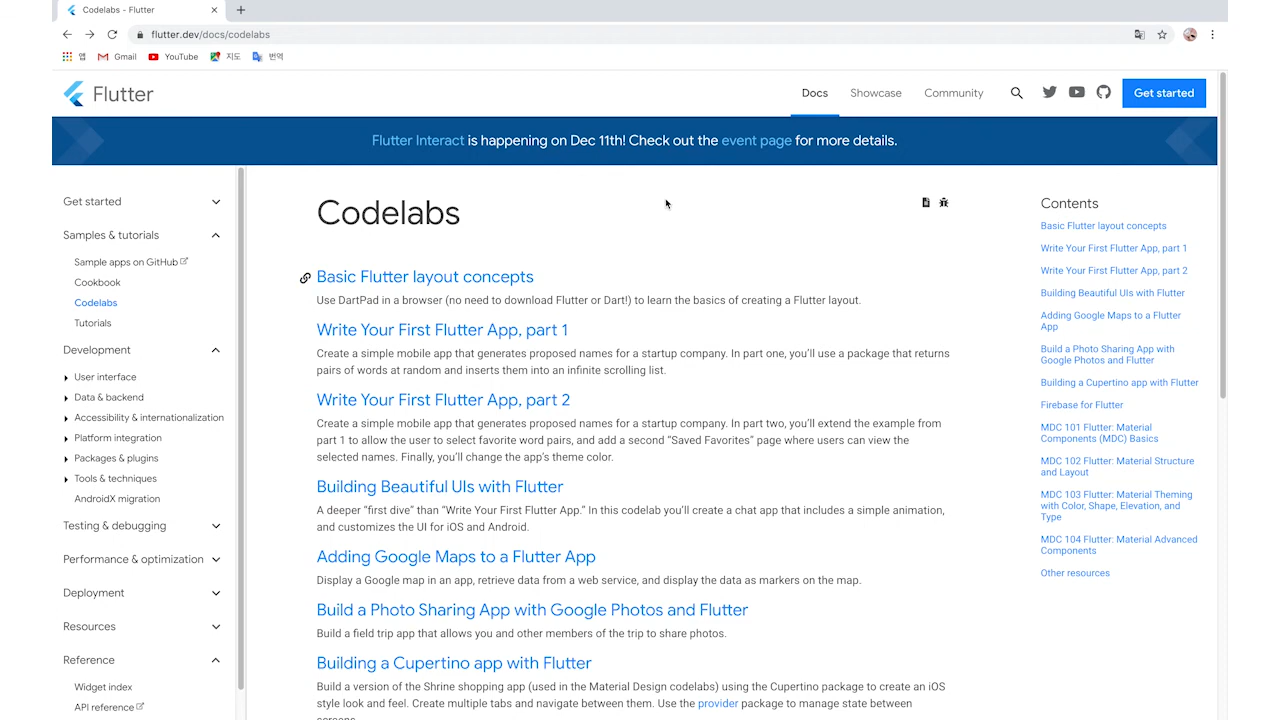 Codelabs - Flutter
flutter.dev/docs/codelabs
앱
Gmail
YouTube
지도
번역
Flutter
Docs
Showcase
Community
Get started
Flutter Interact is happening on Dec 11th! Check out the event page for more details.
Get started
Samples & tutorials
Sample apps on GitHub
Cookbook
Codelabs
Tutorials
Development
User interface
Data & backend
Accessibility & internationalization
Platform integration
Packages & plugins
Tools & techniques
AndroidX migration
Testing & debugging
Performance & optimization
Deployment
Resources
Reference
Widget index
API reference
Codelabs
Basic Flutter layout concepts
Use DartPad in a browser (no need to download Flutter or Dart!) to learn the basics of creating a Flutter layout.
Write Your First Flutter App, part 1
Create a simple mobile app that generates proposed names for a startup company. In part one, you’ll use a package that returns
pairs of words at random and inserts them into an infinite scrolling list.
Write Your First Flutter App, part 2
Create a simple mobile app that generates proposed names for a startup company. In part two, you’ll extend the example from
part 1 to allow the user to select favorite word pairs, and add a second “Saved Favorites” page where users can view the
selected names. Finally, you’ll change the app’s theme color.
Building Beautiful UIs with Flutter
A deeper “first dive” than “Write Your First Flutter App.” In this codelab you’ll create a chat app that includes a simple animation,
and customizes the UI for iOS and Android.
Adding Google Maps to a Flutter App
Display a Google map in an app, retrieve data from a web service, and display the data as markers on the map.
Build a Photo Sharing App with Google Photos and Flutter
Build a field trip app that allows you and other members of the trip to share photos.
Building a Cupertino app with Flutter
Build a version of the Shrine shopping app (used in the Material Design codelabs) using the Cupertino package to create an iOS
style look and feel. Create multiple tabs and navigate between them. Use the provider package to manage state between
screens.
Contents
Basic Flutter layout concepts
Write Your First Flutter App, part 1
Write Your First Flutter App, part 2
Building Beautiful UIs with Flutter
Adding Google Maps to a Flutter
App
Build a Photo Sharing App with
Google Photos and Flutter
Building a Cupertino app with Flutter
Firebase for Flutter
MDC 101 Flutter: Material
Components (MDC) Basics
MDC 102 Flutter: Material Structure
and Layout
MDC 103 Flutter: Material Theming
with Color, Shape, Elevation, and
Type
MDC 104 Flutter: Material Advanced
Components
Other resources